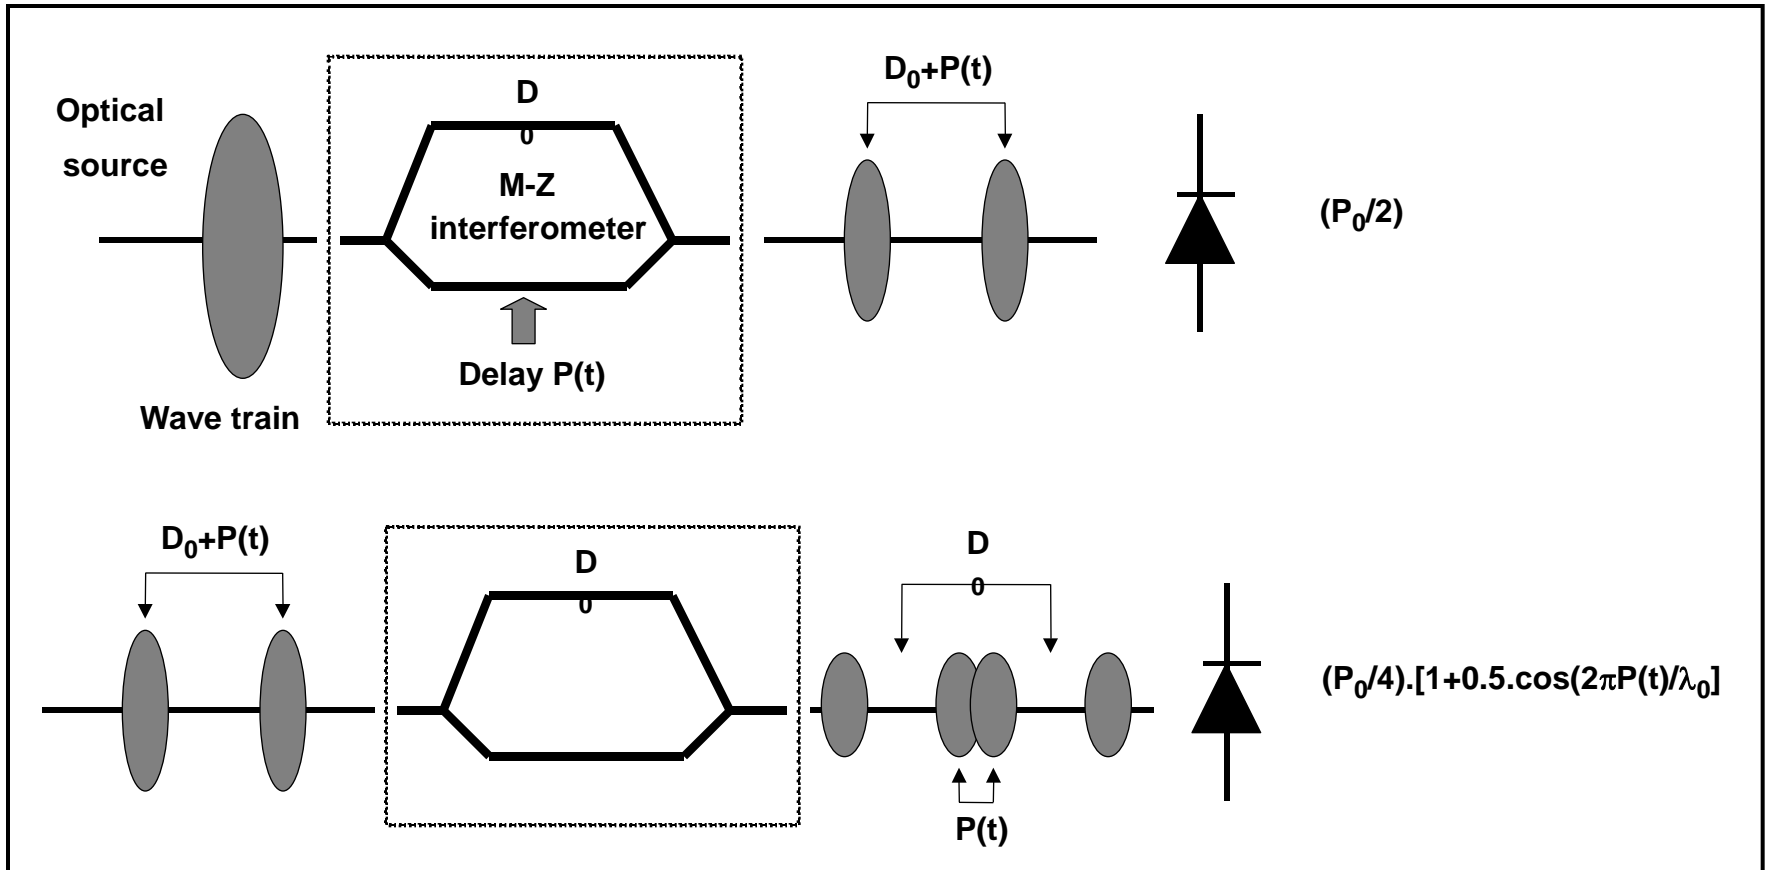 D₀+P(t)
Optical
source
D
0
M-Z
interferometer
(P₀/2)
Delay P(t)
Wave train
D₀+P(t)
D
0
D
0
(P₀/4).[1+0.5.cos(2πP(t)/λ₀]
P(t)